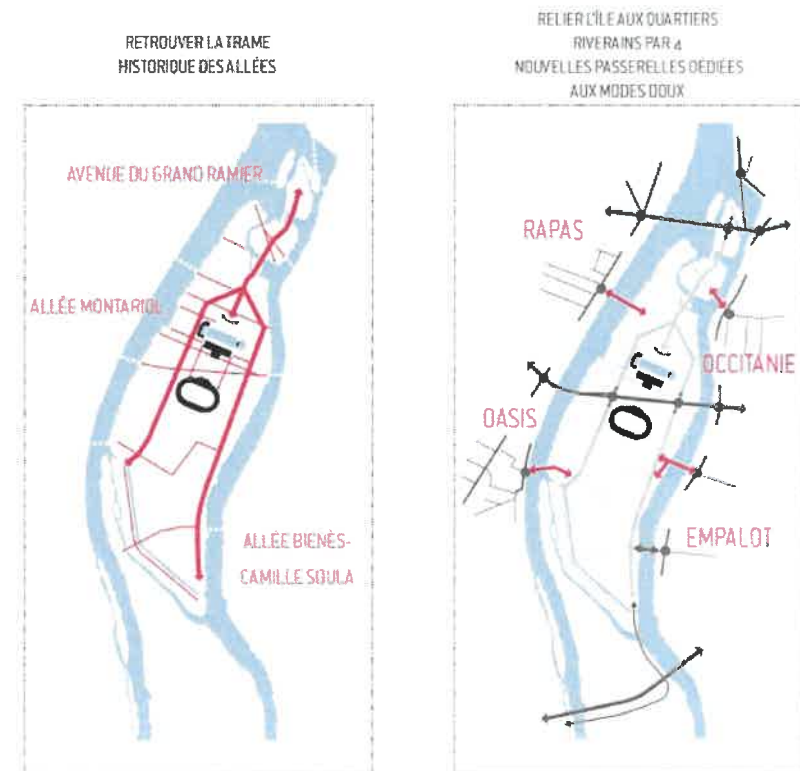 RETROUVER LA TRAME
HISTORIQUE DES ALLÉES
AVENUE DU GRAND RAMIER
ALLÉE MONTARIOL
ALLÉE BIENÈS-
CAMILLE SOULA
RELIER L'ÎLE AUX QUARTIERS
RIVERAINS PAR 4
NOUVELLES PASSERELLES DÉDIÉES
AUX MODES DOUX
RAPAS
OCCITANIE
OASIS
EMPALOT